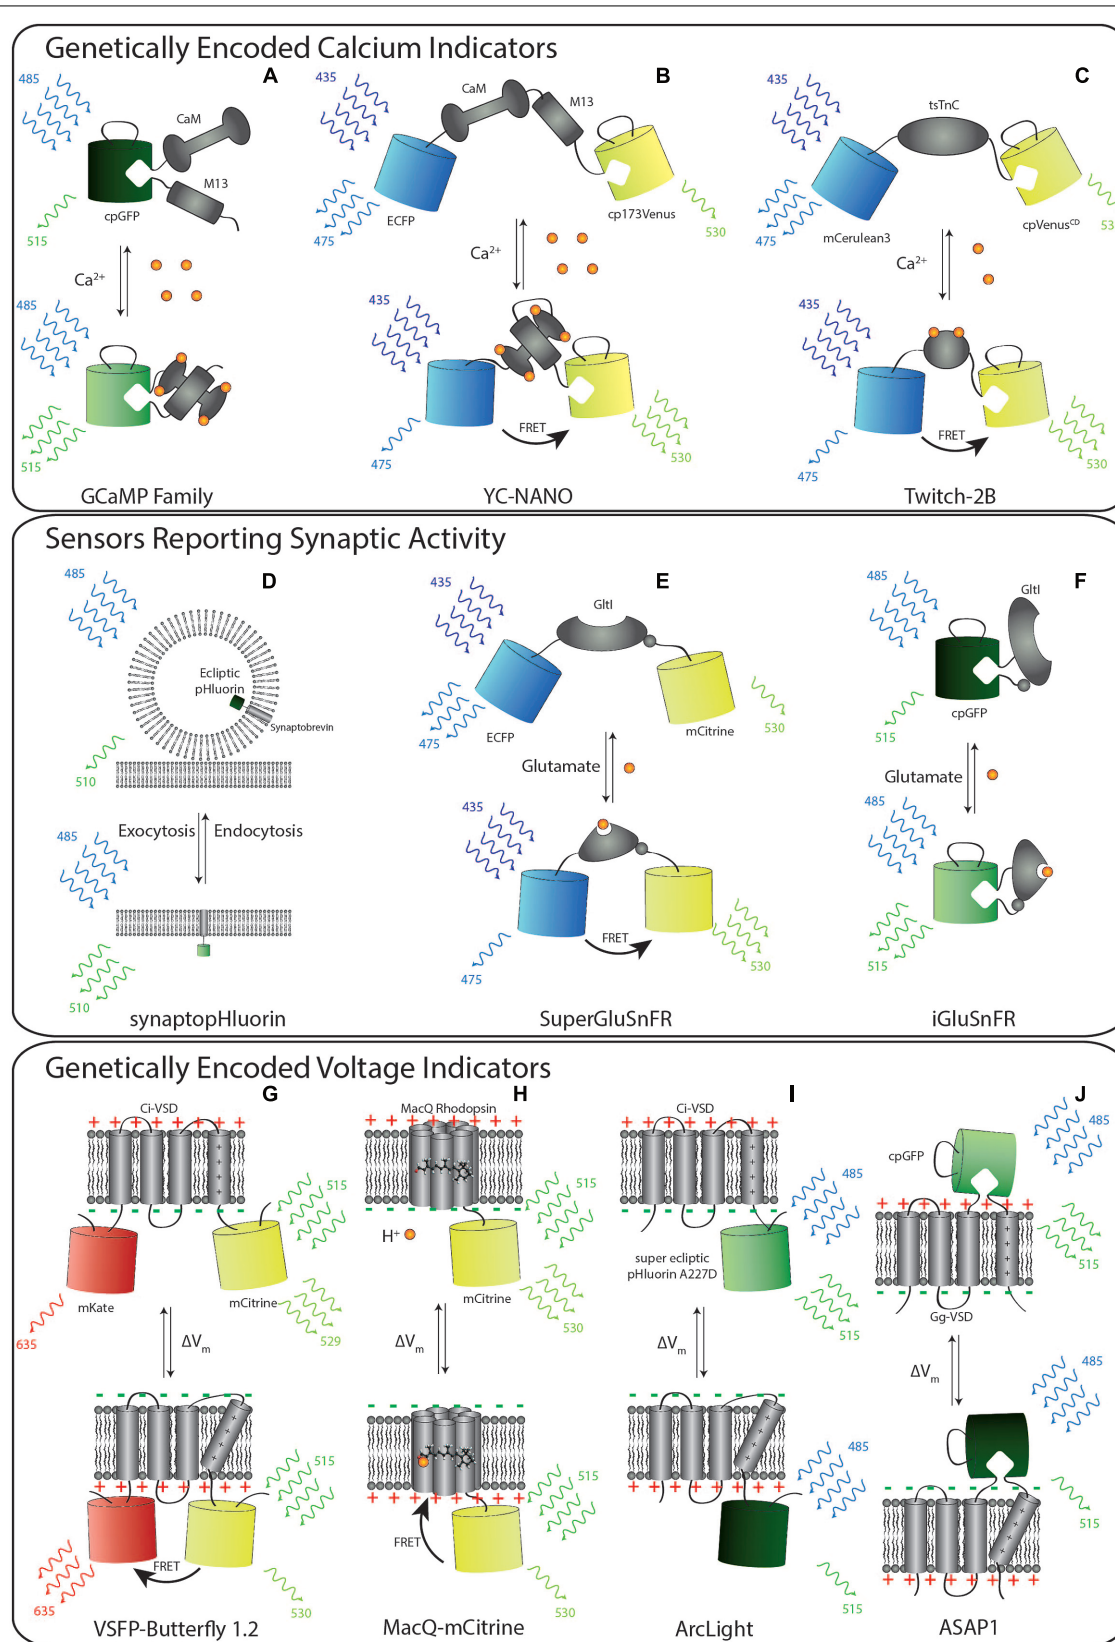 Genetically Encoded Calcium Indicators
A
485
CaM
M13
cpGFP
515
Ca2+
485
515
GCaMP Family
B
435
CaM
M13
ECFP
475
cp173Venus
530
Ca2+
435
FRET
475
530
YC-NANO
C
435
tsTnC
mCerulean3
475
cpVenusCD
Ca2+
435
FRET
475
530
Twitch-2B
Sensors Reporting Synaptic Activity
D
485
Ecliptic
pHluorin
Synaptobrevin
510
Exocytosis
Endocytosis
485
510
synaptopHluorin
E
435
GltI
ECFP
475
mCitrine
530
Glutamate
435
FRET
475
530
SuperGluSnFR
F
485
GltI
cpGFP
515
Glutamate
485
515
iGluSnFR
Genetically Encoded Voltage Indicators
G
Ci-VSD
+ + + + + + +
- - - - - - -
515
mKate
mCitrine
635
529
ΔVm
515
FRET
635
530
VSFP-Butterfly 1.2
H
MacQ Rhodopsin
515
H+
mCitrine
530
ΔVm
515
FRET
530
MacQ-mCitrine
I
Ci-VSD
485
super ecliptic
pHluorin A227D
515
ΔVm
485
515
ArcLight
J
485
cpGFP
515
Gg-VSD
ΔVm
485
515
ASAP1